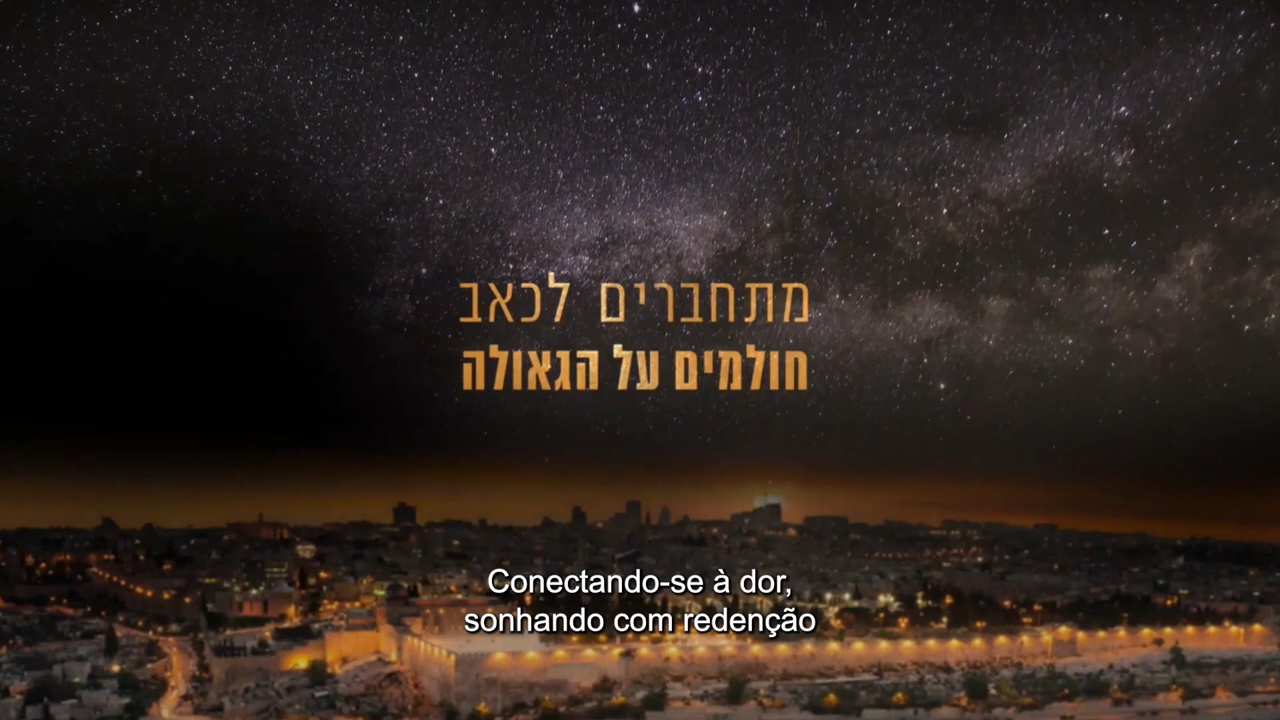 מתחברים לכאב
חולמים על הגאולה
Conectando-se à dor,
sonhando com redenção